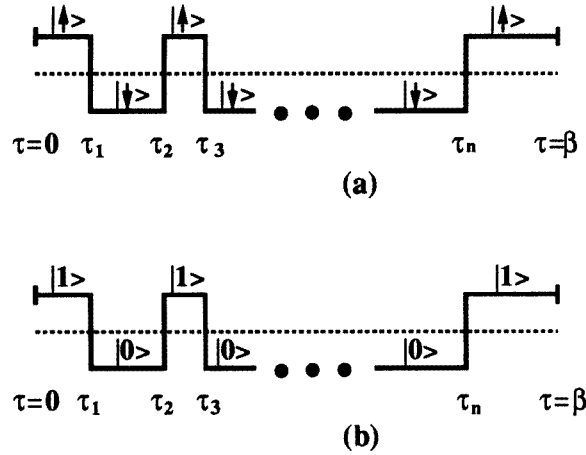 |↑> |↑> |↑>
|↓> |↓> |↓>
τ=0 τ₁ τ₂ τ₃ τₙ τ=β
(a)
|1> |1> |1>
|0> |0> |0>
τ=0 τ₁ τ₂ τ₃ τₙ τ=β
(b)